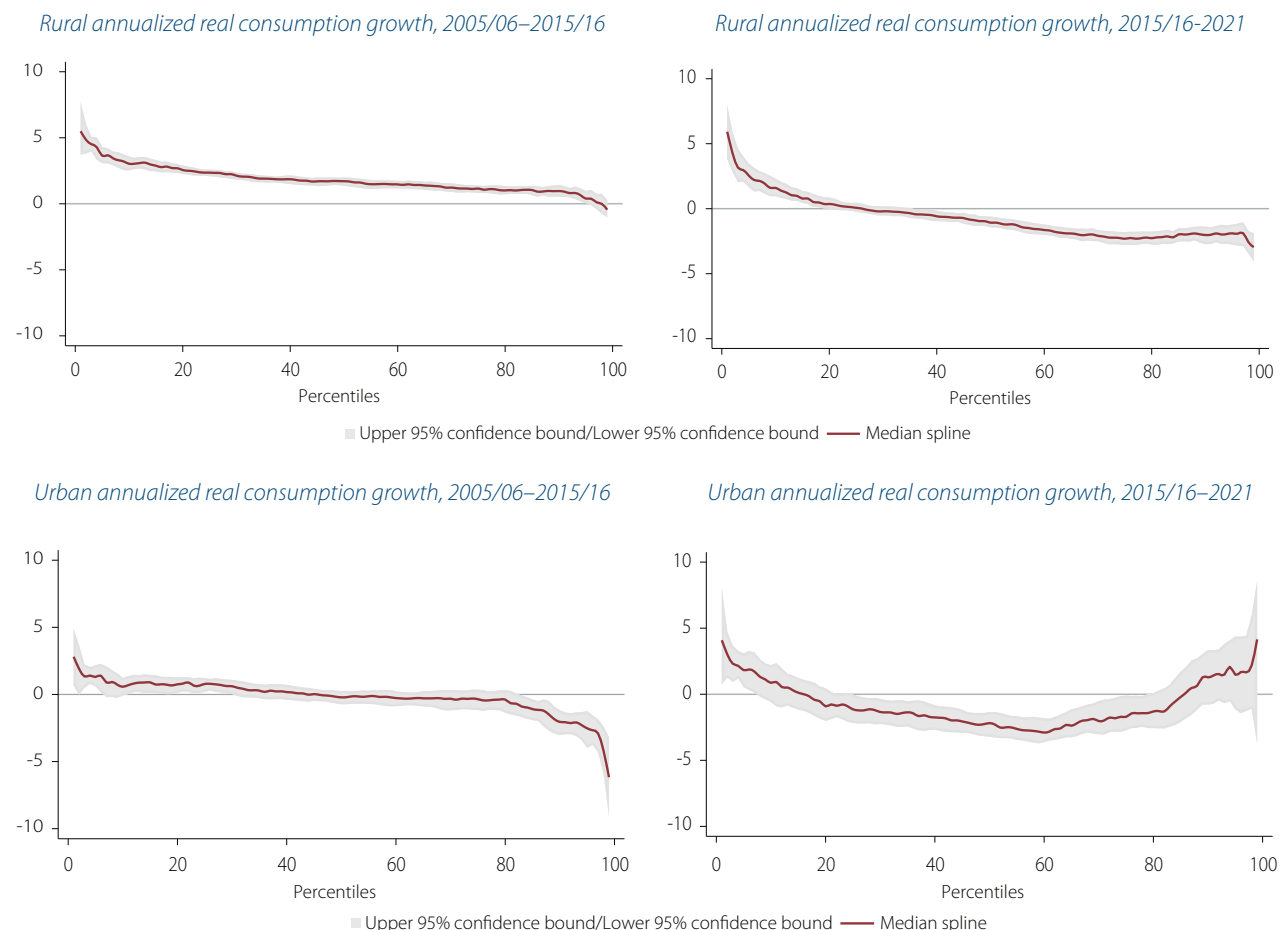 Rural annualized real consumption growth, 2005/06–2015/16
Rural annualized real consumption growth, 2015/16-2021
10
5
0
-5
-10
0 20 40 60 80 100
Percentiles
10
5
0
-5
-10
0 20 40 60 80 100
Percentiles
Upper 95% confidence bound/Lower 95% confidence bound Median spline
Urban annualized real consumption growth, 2005/06–2015/16
Urban annualized real consumption growth, 2015/16–2021
10
5
0
-5
-10
0 20 40 60 80 100
Percentiles
10
5
0
-5
-10
0 20 40 60 80 100
Percentiles
Upper 95% confidence bound/Lower 95% confidence bound Median spline